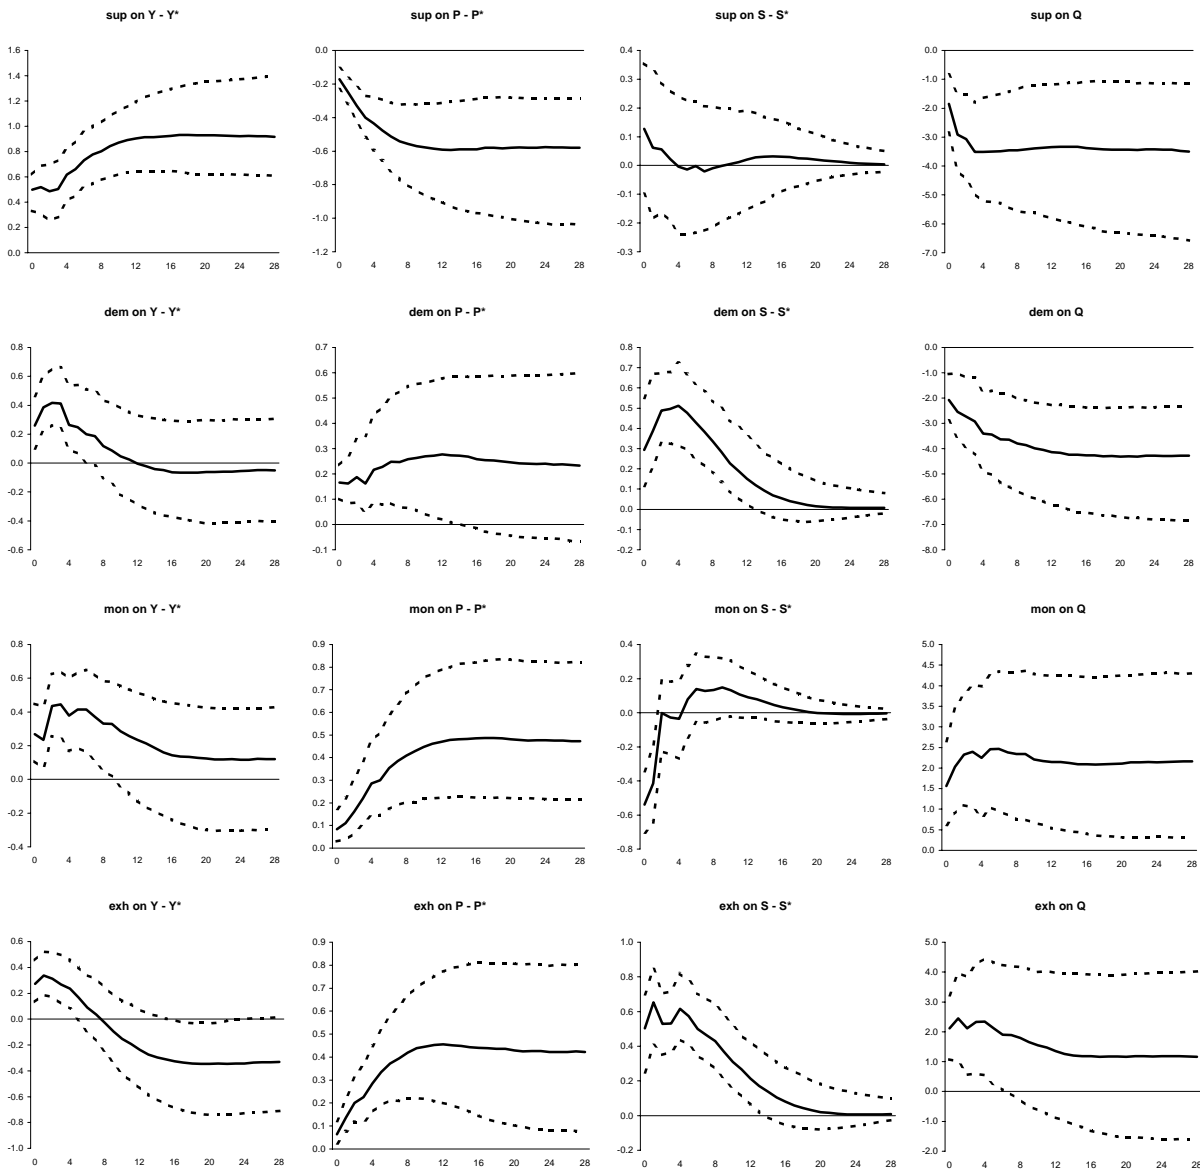 sup on Y - Y* sup on P - P* sup on S - S* sup on Q
1.6 0.0 0.4 0.0
1.4 -0.2 0.3 -1.0
1.2 -0.4 0.2 -2.0
1.0 -0.6 0.1 -3.0
0.8 -0.8 0.0 -4.0
0.6 -1.0 -0.1 -5.0
0.4 -1.2 -0.2 -6.0
0.2 -0.3 -7.0
0.0
0 4 8 12 16 20 24 28 0 4 8 12 16 20 24 28 0 4 8 12 16 20 24 28 0 4 8 12 16 20 24 28
dem on Y - Y* dem on P - P* dem on S - S* dem on Q
0.8 0.7 0.8 0.0
0.6 0.6 0.7 -1.0
0.4 0.5 0.6 -2.0
0.2 0.4 0.5 -3.0
0.0 0.3 0.4 -4.0
-0.2 0.2 0.3 -5.0
-0.4 0.1 0.2 -6.0
-0.6 0.0 0.1 -7.0
-0.1 0.0 -8.0
-0.1
-0.2
0 4 8 12 16 20 24 28 0 4 8 12 16 20 24 28 0 4 8 12 16 20 24 28 0 4 8 12 16 20 24 28
mon on Y - Y* mon on P - P* mon on S - S* mon on Q
0.8 0.9 0.4 5.0
0.6 0.8 0.2 4.5
0.4 0.7 0.0 4.0
0.2 0.6 -0.2 3.5
0.0 0.5 -0.4 3.0
-0.2 0.4 -0.6 2.5
-0.4 0.3 -0.8 2.0
0.2 1.5
0.1 1.0
0.0 0.5
0.0
0 4 8 12 16 20 24 28 0 4 8 12 16 20 24 28 0 4 8 12 16 20 24 28 0 4 8 12 16 20 24 28
exh on Y - Y* exh on P - P* exh on S - S* exh on Q
0.6 0.9 1.0 5.0
0.4 0.8 0.8 4.0
0.2 0.7 0.6 3.0
0.0 0.6 0.4 2.0
-0.2 0.5 0.2 1.0
-0.4 0.4 0.0 0.0
-0.6 0.3 -0.2 -1.0
-0.8 0.2 -2.0
-1.0 0.1
0.0
0 4 8 12 16 20 24 28 0 4 8 12 16 20 24 28 0 4 8 12 16 20 24 28 0 4 8 12 16 20 24 28